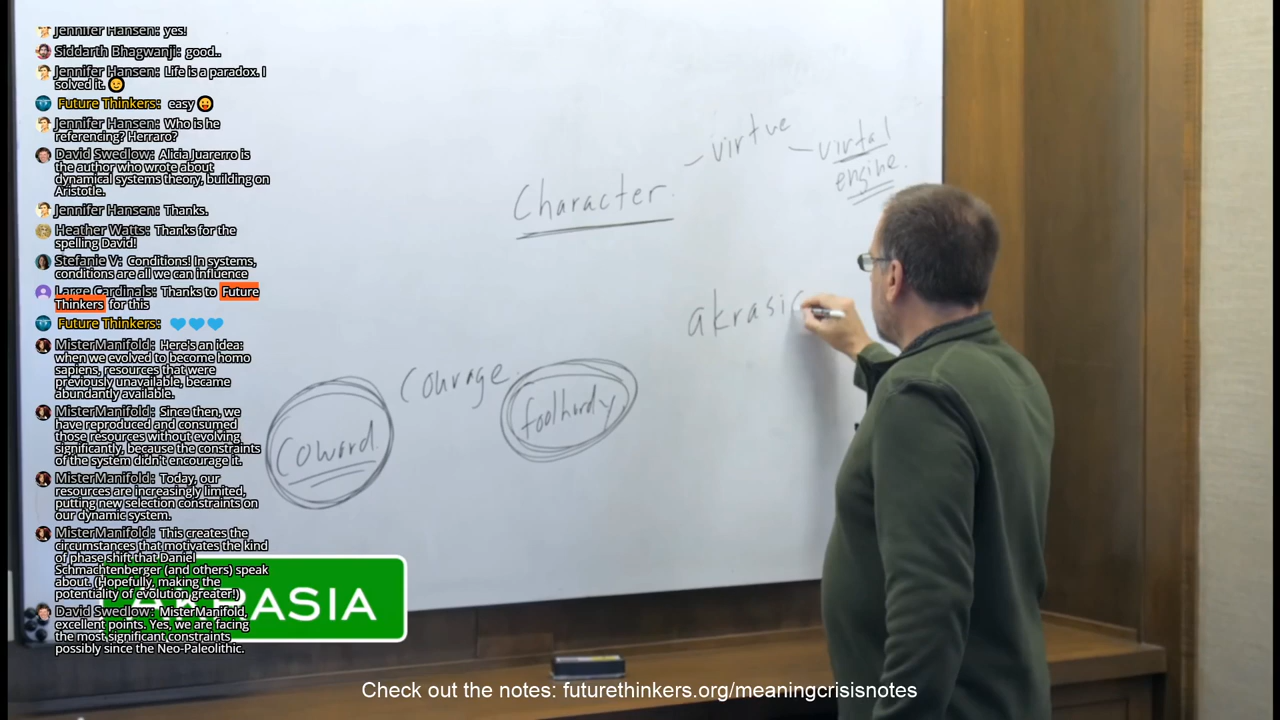 Jennifer Hansen: yes!
Siddarth Bhagwanji: good..
Jennifer Hansen: Life is a paradox. I
solved it. 😉
Future Thinkers: easy 😛
Jennifer Hansen: Who is he
referencing? Herraro?
David Swedlow: Alicia Juarerro is
the author who wrote about
dynamical systems theory, building on
Aristotle.
Jennifer Hansen: Thanks.
Heather Watts: Thanks for the
spelling David!
Stefanie V: Conditions! In systems,
conditions are all we can influence
Large Cardinals: Thanks to Future
Thinkers for this
Future Thinkers: 💙💙💙
MisterManifold: Here's an idea:
when we evolved to become homo
sapiens, resources that were
previously unavailable, became
abundantly available.
MisterManifold: Since then, we
have reproduced and consumed
those resources without evolving
significantly, because the constraints
of the system didn't encourage it.
MisterManifold: Today, our
resources are increasingly limited,
putting new selection constraints on
our dynamic system.
MisterManifold: This creates the
circumstances that motivates the kind
of phase shift that Daniel
Schmachtenberger (and others) speak
about. (Hopefully, making the
potentiality of evolution greater!)
David Swedlow: MisterManifold,
excellent points. Yes, we are facing
the most significant constraints
possibly since the Neo-Paleolithic.
Character.
– virtue
– virtual
engine.
akrasia
Courage.
coward.
foolhardy
AKRASIA
Check out the notes: futurethinkers.org/meaningcrisisnotes